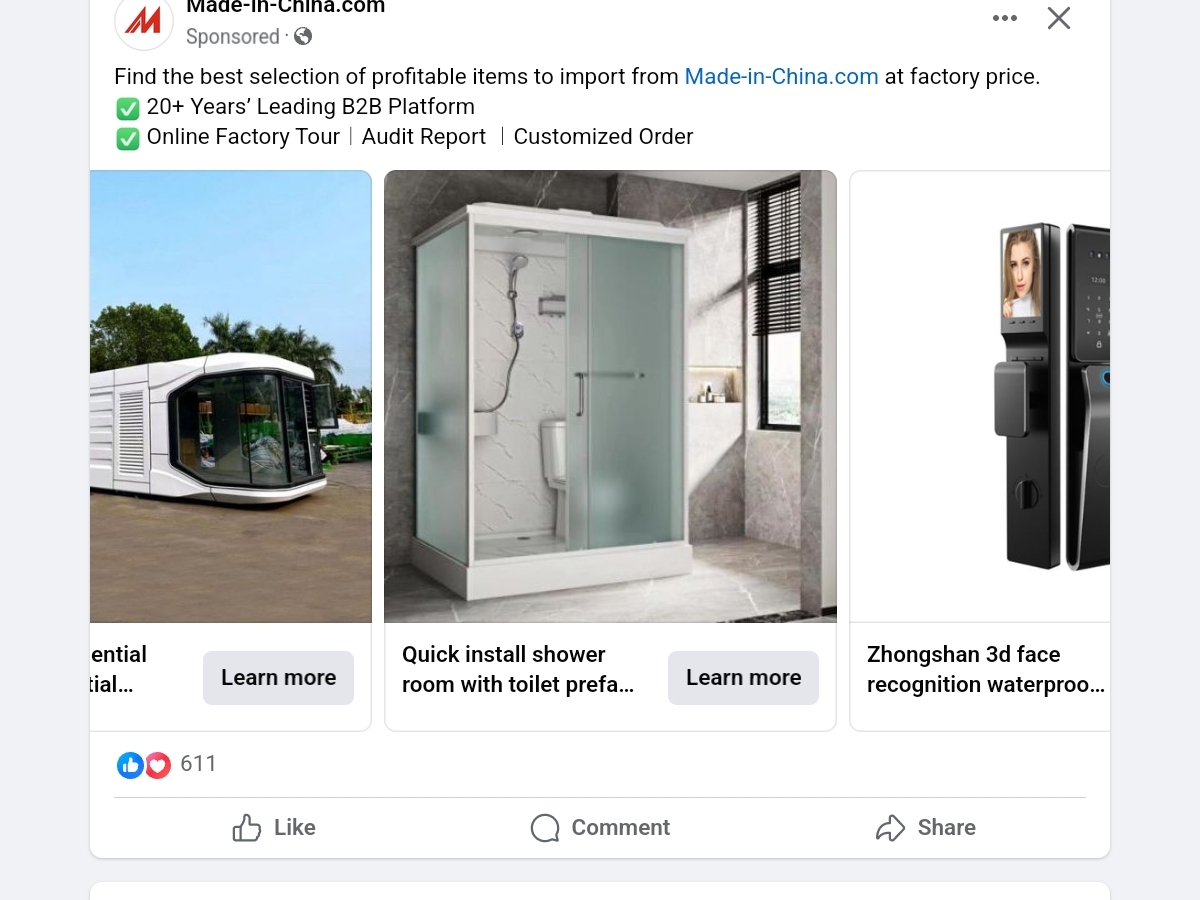 Made-in-China.com
Sponsored ·
Find the best selection of profitable items to import from Made-in-China.com at factory price.
✅ 20+ Years’ Leading B2B Platform
✅ Online Factory Tour｜Audit Report ｜Customized Order
12:00
ential
tial...
Learn more
Quick install shower
room with toilet prefa...
Learn more
Zhongshan 3d face
recognition waterproo...
611
Like
Comment
Share